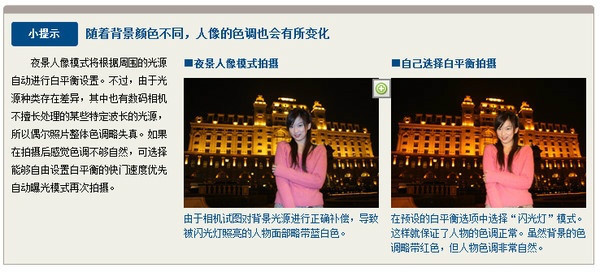 小提示
随着背景颜色不同，人像的色调也会有所变化
夜景人像模式将根据周围的光源
自动进行白平衡设置。不过，由于光
源种类存在差异，其中也有数码相机
不擅长处理的某些特定波长的光源，
所以偶尔照片整体色调略失真。如果
在拍摄后感觉色调不够自然，可选择
能够自由设置白平衡的快门速度优先
自动曝光模式再次拍摄。
■夜景人像模式拍摄
由于相机试图对背景光源进行正确补偿，导致
被闪光灯照亮的人物面部略带蓝白色。
■自己选择白平衡拍摄
在预设的白平衡选项中选择“闪光灯”模式。
这样就保证了人物的色调正常。虽然背景的色
调略带红色，但人物色调非常自然。